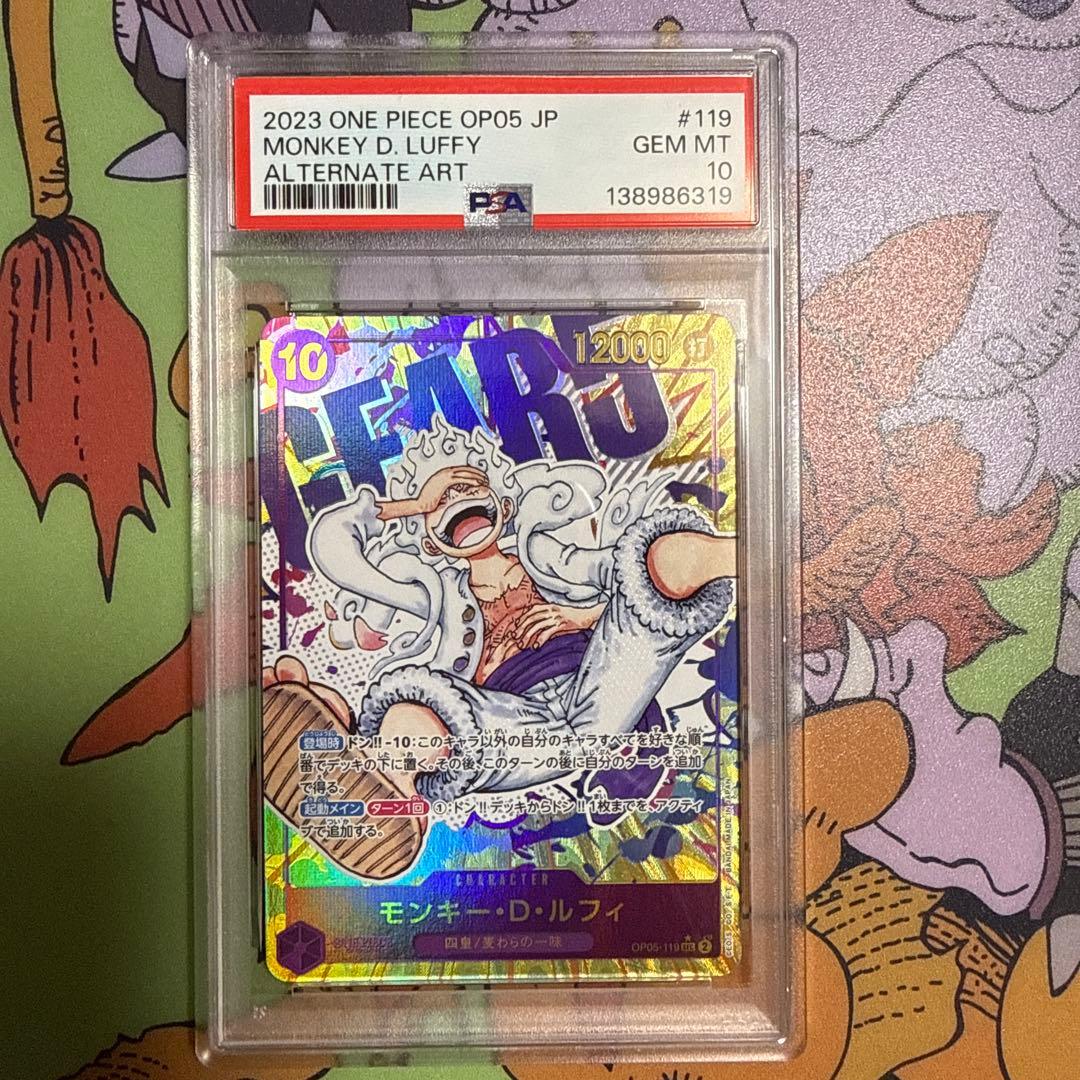 2023 ONE PIECE OP05 JP #119
MONKEY D. LUFFY GEM MT
ALTERNATE ART 10
PSA 138986319
10 12000
GEAR5
登場時 ドン!!-10:このキャラ以外の自分のキャラすべてを好きな順
番でデッキの下に置く。その後、このターンの後に自分のターンを追加
で得る。
起動メイン ターン1回 ①:ドン!!デッキからドン!!1枚までを、アクティ
ブで追加する。
CHARACTER
モンキー・D・ルフィ
四皇/麦わらの一味
OP05-119 SEC 2